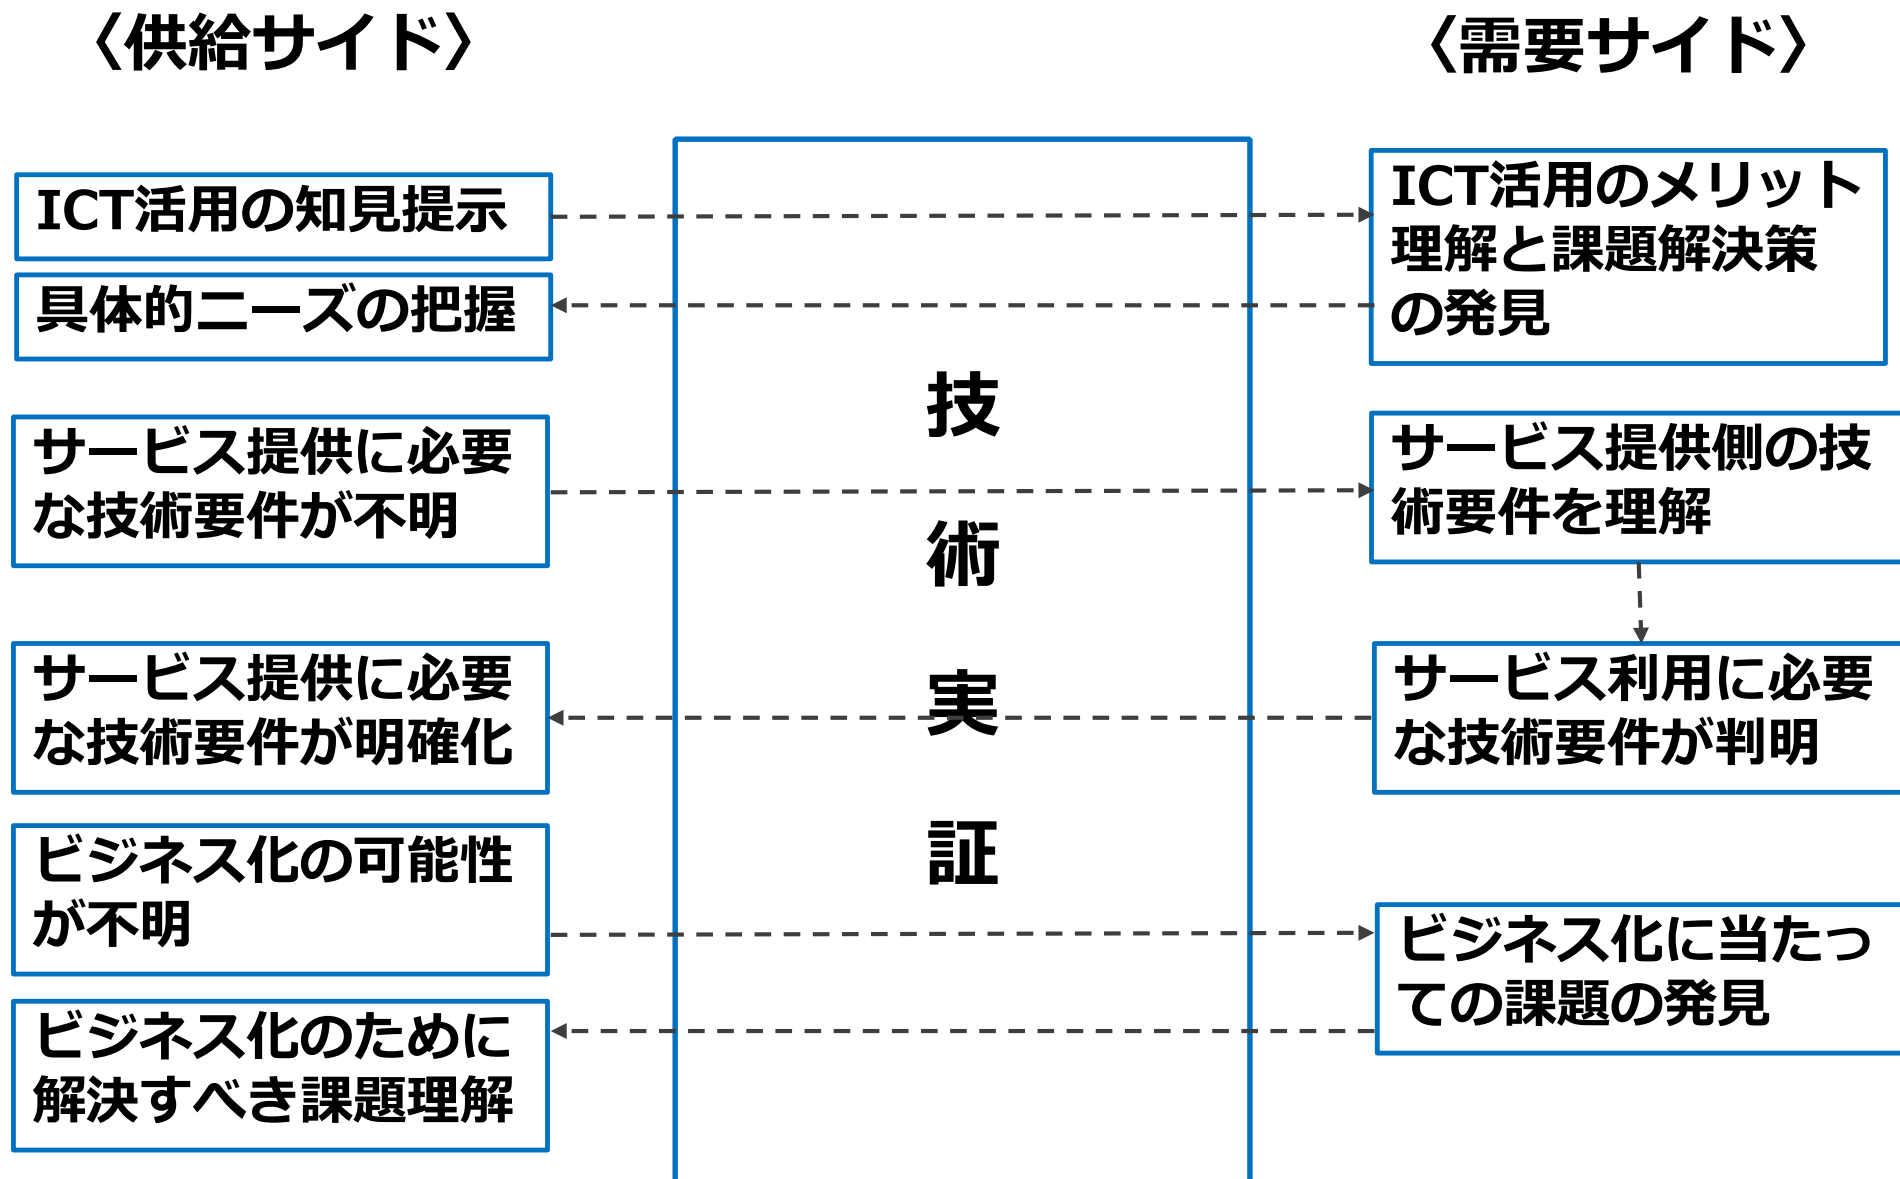 〈供給サイド〉
〈需要サイド〉
ICT活用の知見提示
具体的ニーズの把握
サービス提供に必要
な技術要件が不明
サービス提供に必要
な技術要件が明確化
ビジネス化の可能性
が不明
ビジネス化のために
解決すべき課題理解
技
術
実
証
ICT活用のメリット
理解と課題解決策
の発見
サービス提供側の技
術要件を理解
サービス利用に必要
な技術要件が判明
ビジネス化に当たっ
ての課題の発見